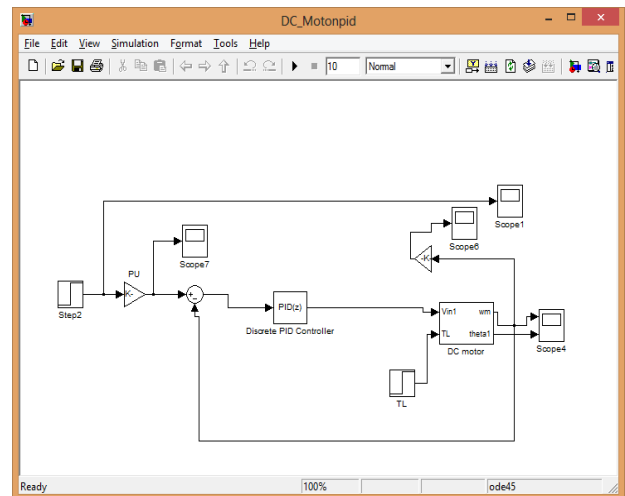 DC_Motonpid
File Edit View Simulation Format Tools Help
10 Normal
Scope1
Scope6
Scope7
PU
K-
Step2
PID(z)
Discrete PID Controller
-K-
Vin1 wm
TL theta1
DC motor
Scope4
TL
Ready 100% ode45